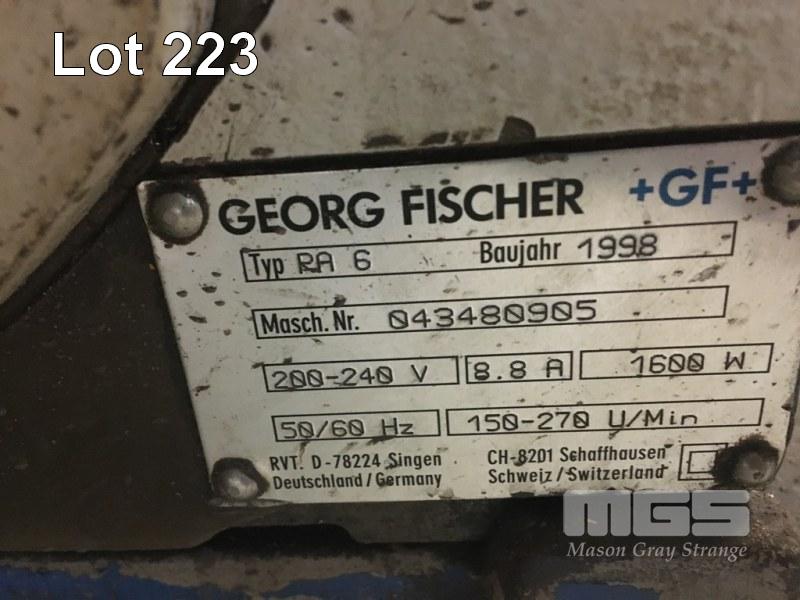 Lot 223
GEORG FISCHER +GF+
Typ RA 6 Baujahr 1998
Masch. Nr. 043480905
200-240 V 8.8 A 1600 W
50/60 Hz 150-270 U/Min
RVT. D-78224 Singen CH-8201 Schaffhausen
Deutschland/Germany Schweiz/Switzerland
MGS
Mason Gray Strange